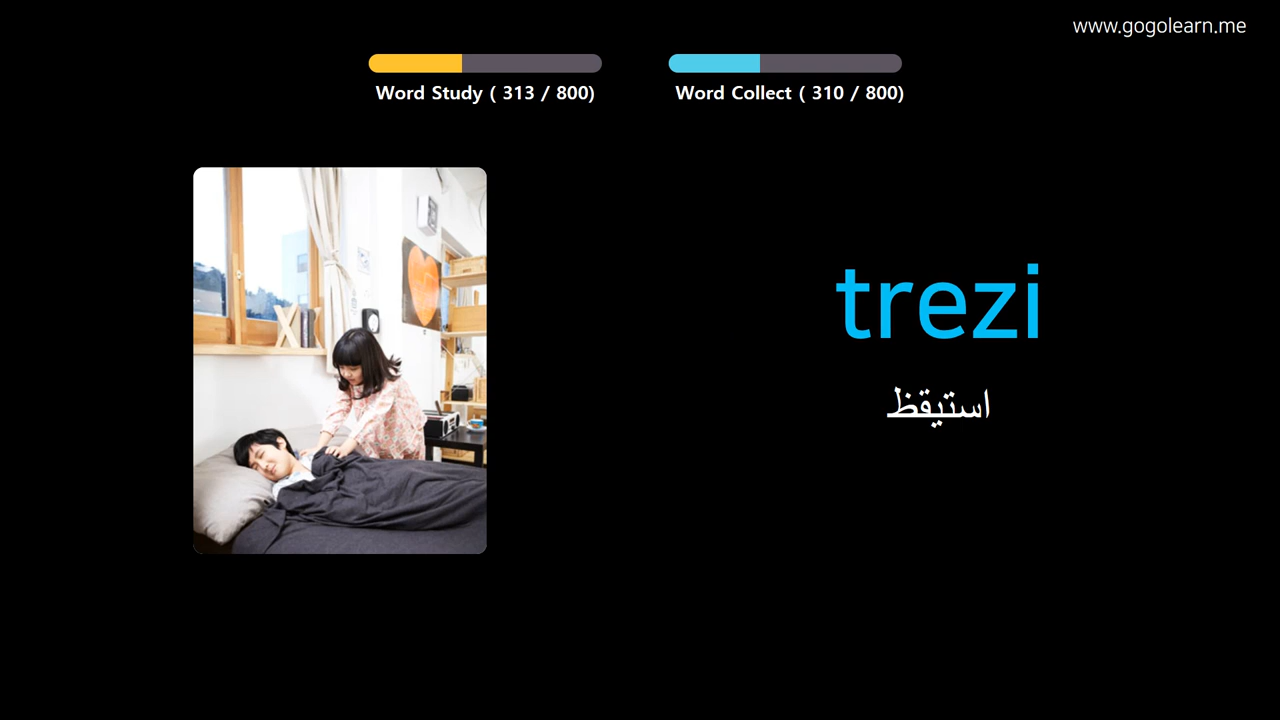 www.gogolearn.me
Word Study ( 313 / 800)
Word Collect ( 310 / 800)
trezi
استيقظ